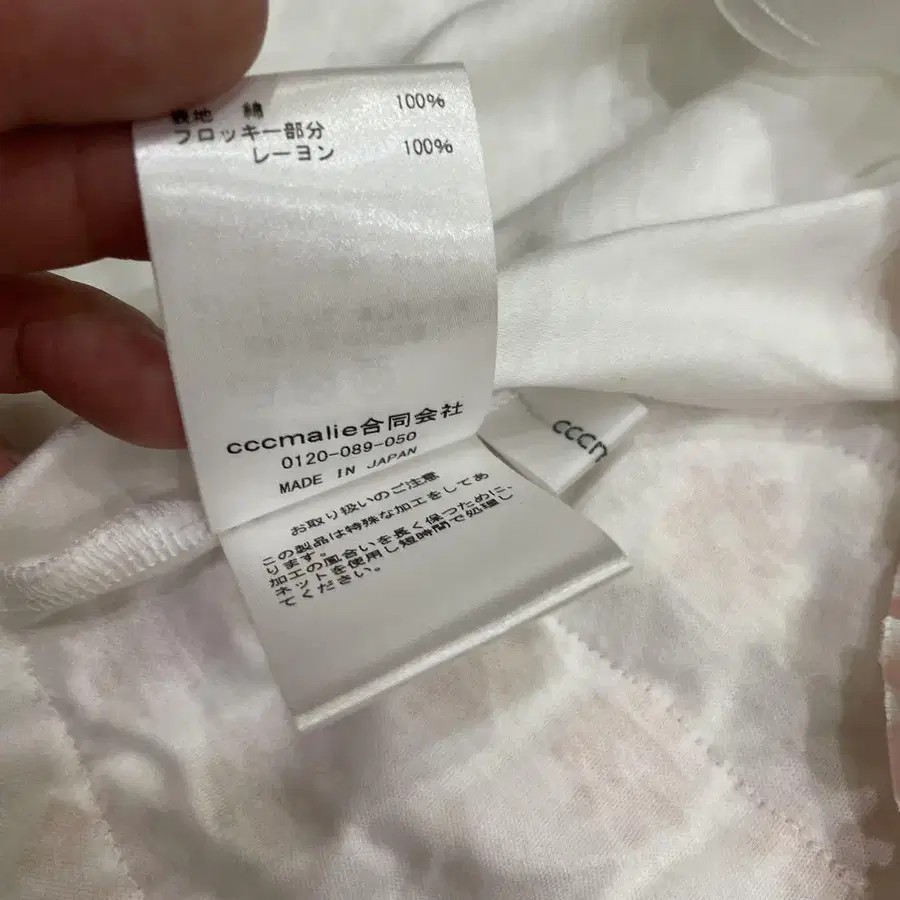 表地 綿 100%
フロッキー部分
レーヨン 100%
cccmalie合同会社
0120-089-050
MADE IN JAPAN
お取り扱いのご注意
この製品は特殊な加工をしてあ
ります。
加工の風合いを長く保つために、
ネットを使用し短時間で処理し
てください。
cccm